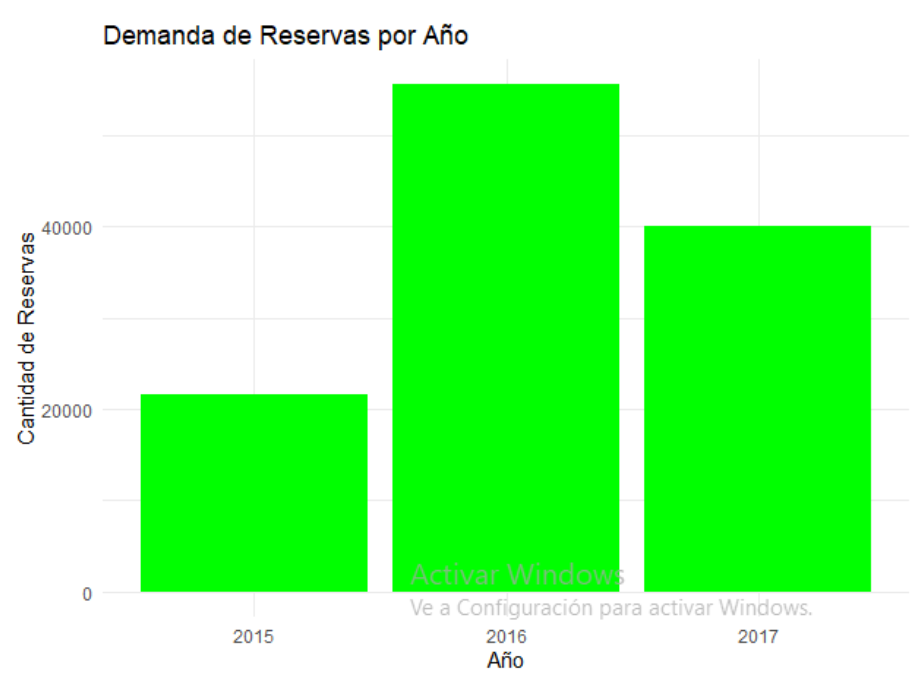 Demanda de Reservas por Año
Cantidad de Reservas
40000
20000
0
Activar Windows
Ve a Configuración para activar Windows.
2015 2016 2017
Año